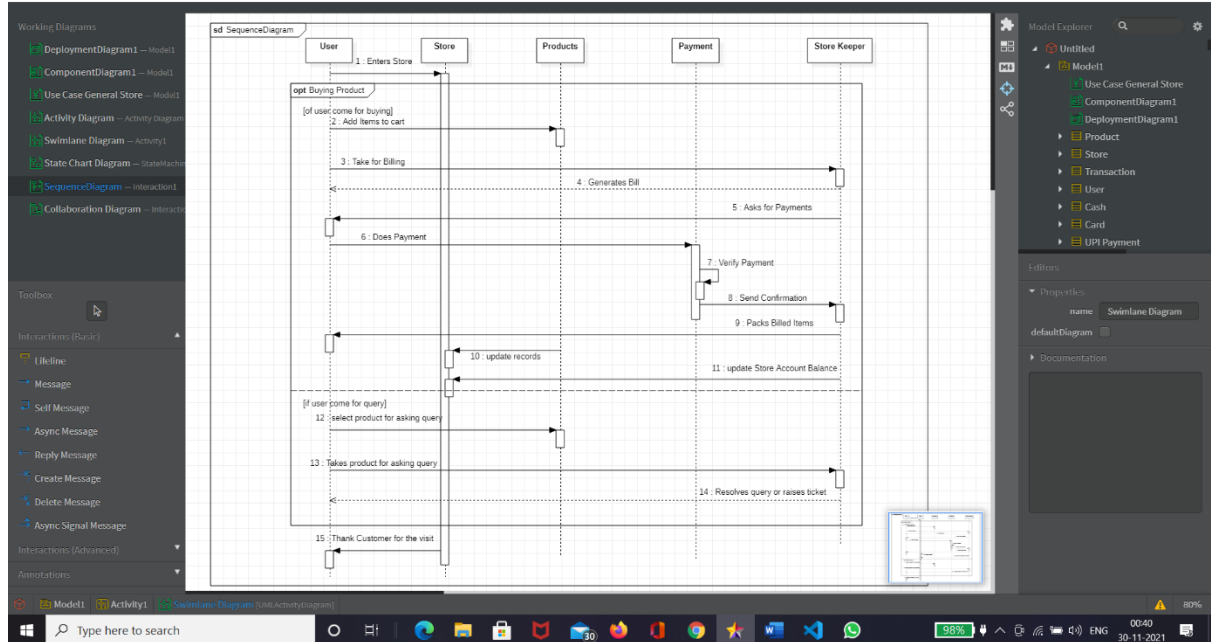 Working Diagrams
DeploymentDiagram1 — Model1
ComponentDiagram1 — Model1
Use Case General Store — Model1
Activity Diagram — Activity Diagram
Swimlane Diagram — Activity1
State Chart Diagram — StateMachin
SequenceDiagram — Interaction1
Collaboration Diagram — Interactio
Toolbox
Interactions (Basic)
Lifeline
Message
Self Message
Async Message
Reply Message
Create Message
Delete Message
Async Signal Message
Interactions (Advanced)
Annotations
sd SequenceDiagram
User
Store
Products
Payment
Store Keeper
1 : Enters Store
opt Buying Product
[of user come for buying]
2 : Add Items to cart
3 : Take for Billing
4 : Generates Bill
5 : Asks for Payments
6 : Does Payment
7 : Verify Payment
8 : Send Confirmation
9 : Packs Billed Items
10 : update records
11 : update Store Account Balance
[if user come for query]
12 : select product for asking query
13 : Takes product for asking query
14 : Resolves query or raises ticket
15 : Thank Customer for the visit
Model Explorer
Untitled
Model1
Use Case General Store
ComponentDiagram1
DeploymentDiagram1
Product
Store
Transaction
User
Cash
Card
UPI Payment
Editors
Properties
name Swimlane Diagram
defaultDiagram
Documentation
Model1 Activity1 Swimlane Diagram [UMLActivityDiagram]
80%
Type here to search
30
98%
ENG
00:40
30-11-2021